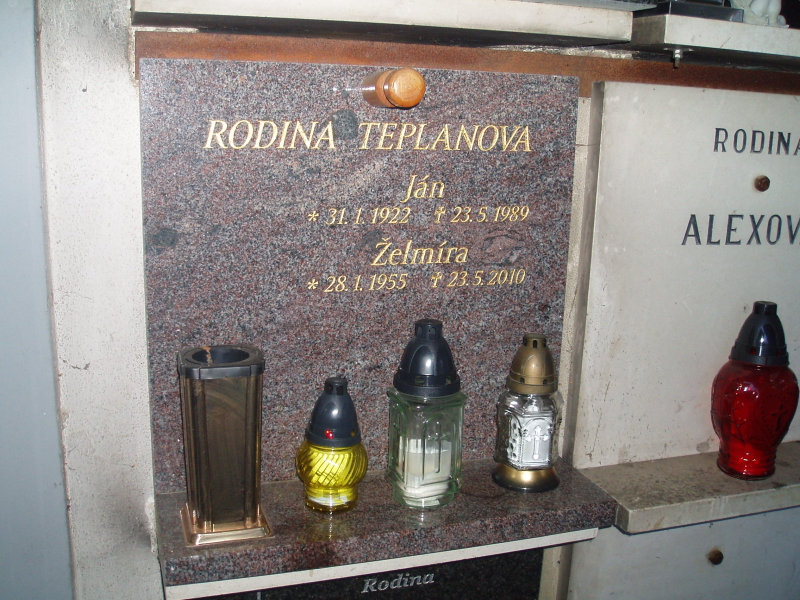 RODINA TEPLANOVA
Ján
* 31.1.1922 ✝ 23.5.1989
Želmíra
* 28.1.1955 ✝ 23.5.2010
RODINA
ALEXOV
Rodina